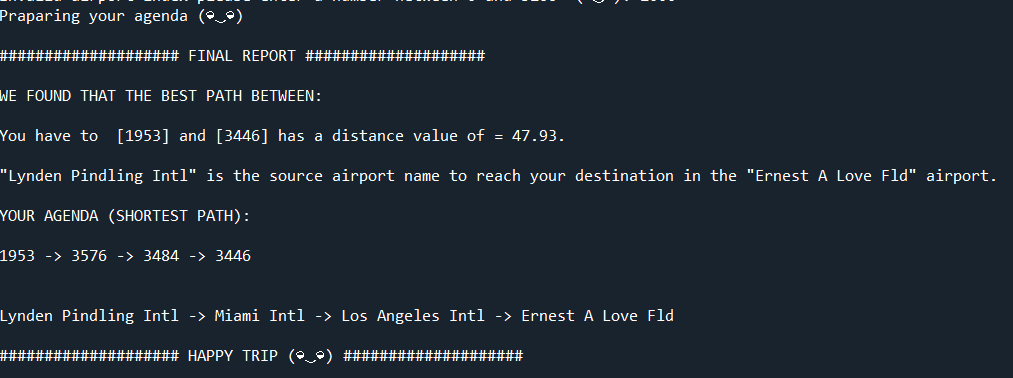 Praparing your agenda (◕‿◕)
#################### FINAL REPORT ####################
WE FOUND THAT THE BEST PATH BETWEEN:
You have to  [1953] and [3446] has a distance value of = 47.93.
"Lynden Pindling Intl" is the source airport name to reach your destination in the "Ernest A Love Fld" airport.
YOUR AGENDA (SHORTEST PATH):
1953 -> 3576 -> 3484 -> 3446
Lynden Pindling Intl -> Miami Intl -> Los Angeles Intl -> Ernest A Love Fld
#################### HAPPY TRIP (◕‿◕) ####################